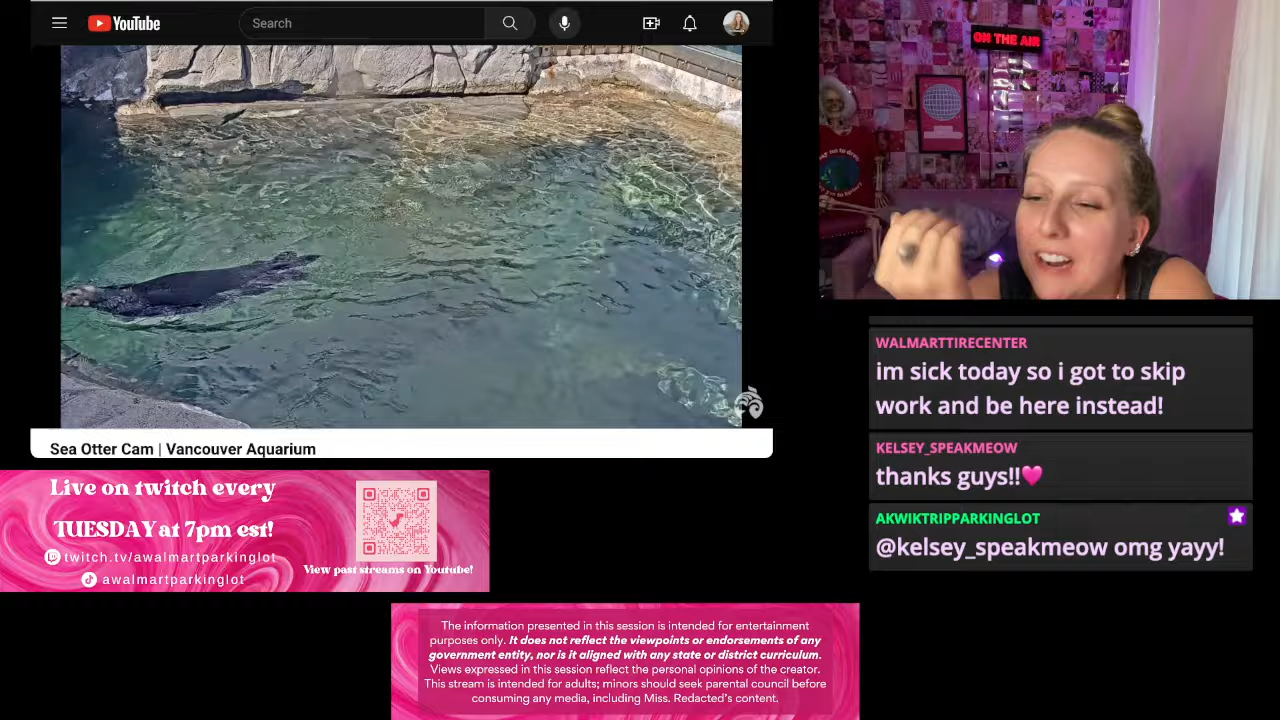 YouTube
Search
ON THE AIR
Sea Otter Cam | Vancouver Aquarium
WALMARTTIRECENTER
im sick today so i got to skip
work and be here instead!
KELSEY_SPEAKMEOW
thanks guys!!🩷
AKWIKTRIPPARKINGLOT
@kelsey_speakmeow omg yayy!
Live on twitch every
TUESDAY at 7pm est!
twitch.tv/awalmartparkinglot
awalmartparkinglot
View past streams on Youtube!
The information presented in this session is intended for entertainment
purposes only. It does not reflect the viewpoints or endorsements of any
government entity, nor is it aligned with any state or district curriculum.
Views expressed in this session reflect the personal opinions of the creator.
This stream is intended for adults; minors should seek parental council before
consuming any media, including Miss. Redacted's content.